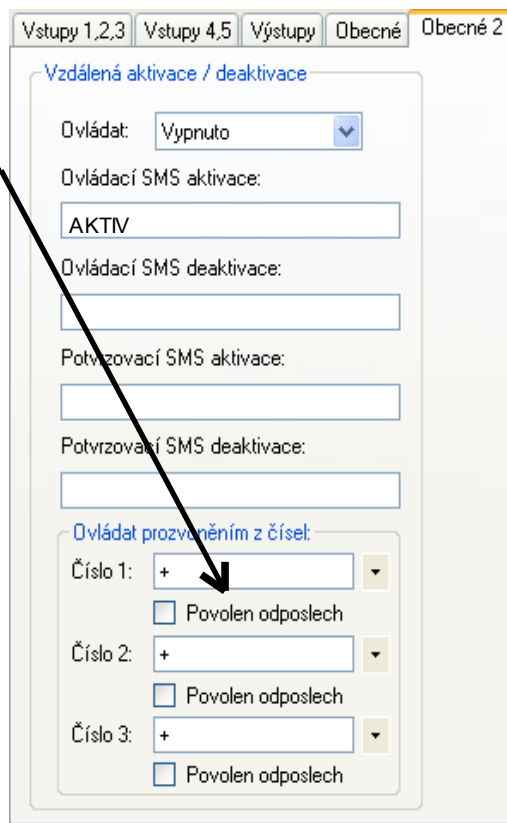 Vstupy 1,2,3 Vstupy 4,5 Výstupy Obecné Obecné 2
Vzdálená aktivace / deaktivace
Ovládat: Vypnuto
Ovládací SMS aktivace:
AKTIV
Ovládací SMS deaktivace:
Potvrzovací SMS aktivace:
Potvrzovací SMS deaktivace:
Ovládat prozvoněním z čísel:
Číslo 1: +
Povolen odposlech
Číslo 2: +
Povolen odposlech
Číslo 3: +
Povolen odposlech